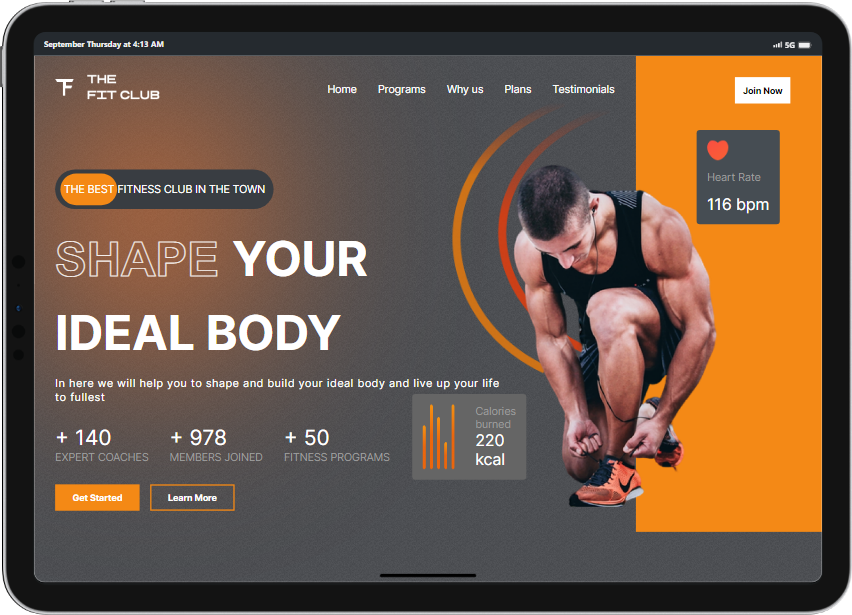 September Thursday at 4:13 AM
5G
THE
FIT CLUB
Home Programs Why us Plans Testimonials
Join Now
Heart Rate
116 bpm
THE BEST FITNESS CLUB IN THE TOWN
SHAPE YOUR
IDEAL BODY
In here we will help you to shape and build your ideal body and live up your life
to fullest
+ 140
EXPERT COACHES
+ 978
MEMBERS JOINED
+ 50
FITNESS PROGRAMS
Calories
burned
220
kcal
Get Started
Learn More